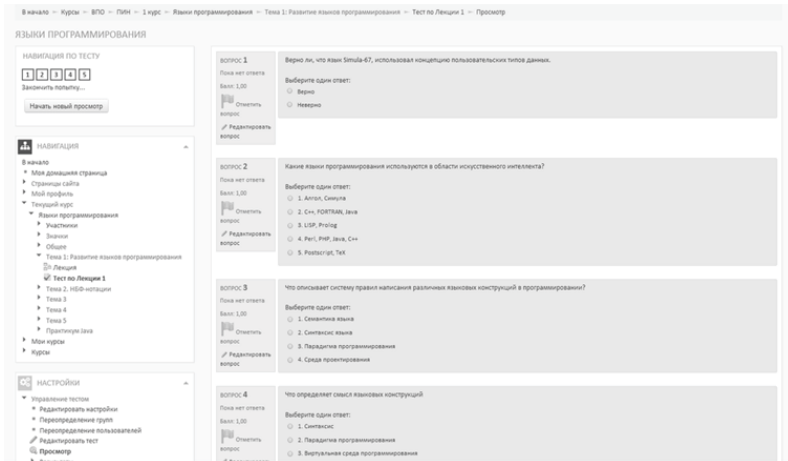 В начало — Курсы — ВПО — ПИН — 1 курс — Языки программирования — Тема 1: Развитие языков программирования — Тест по Лекции 1 — Просмотр
ЯЗЫКИ ПРОГРАММИРОВАНИЯ
НАВИГАЦИЯ ПО ТЕСТУ
1 2 3 4 5
Закончить попытку...
Начать новый просмотр
НАВИГАЦИЯ
В начало
Моя домашняя страница
Страницы сайта
Мой профиль
Текущий курс
Языки программирования
Участники
Значки
Общее
Тема 1: Развитие языков программирования
Лекция
Тест по Лекции 1
Тема 2. НБФ-нотации
Тема 3
Тема 4
Тема 5
Практикум Java
Мои курсы
Курсы
НАСТРОЙКИ
Управление тестом
Редактировать настройки
Переопределение групп
Переопределение пользователей
Редактировать тест
Просмотр
ВОПРОС 1
Пока нет ответа
Балл: 1,00
Отметить
вопрос
Редактировать
вопрос
Верно ли, что язык Simula-67, использовал концепцию пользовательских типов данных.
Выберите один ответ:
Верно
Неверно
ВОПРОС 2
Пока нет ответа
Балл: 1,00
Отметить
вопрос
Редактировать
вопрос
Какие языки программирования используются в области искусственного интеллекта?
Выберите один ответ:
1. Алгол, Симула
2. C++, FORTRAN, Java
3. LISP, Prolog
4. Perl, PHP, Java, C++
5. Postscript, TeX
ВОПРОС 3
Пока нет ответа
Балл: 1,00
Отметить
вопрос
Редактировать
вопрос
Что описывает систему правил написания различных языковых конструкций в программировании?
Выберите один ответ:
1. Семантика языка
2. Синтаксис языка
3. Парадигма программирования
4. Среда проектирования
ВОПРОС 4
Пока нет ответа
Балл: 1,00
Отметить
вопрос
Что определяет смысл языковых конструкций
Выберите один ответ:
1. Синтаксис
2. Парадигма программирования
3. Виртуальная среда программирования